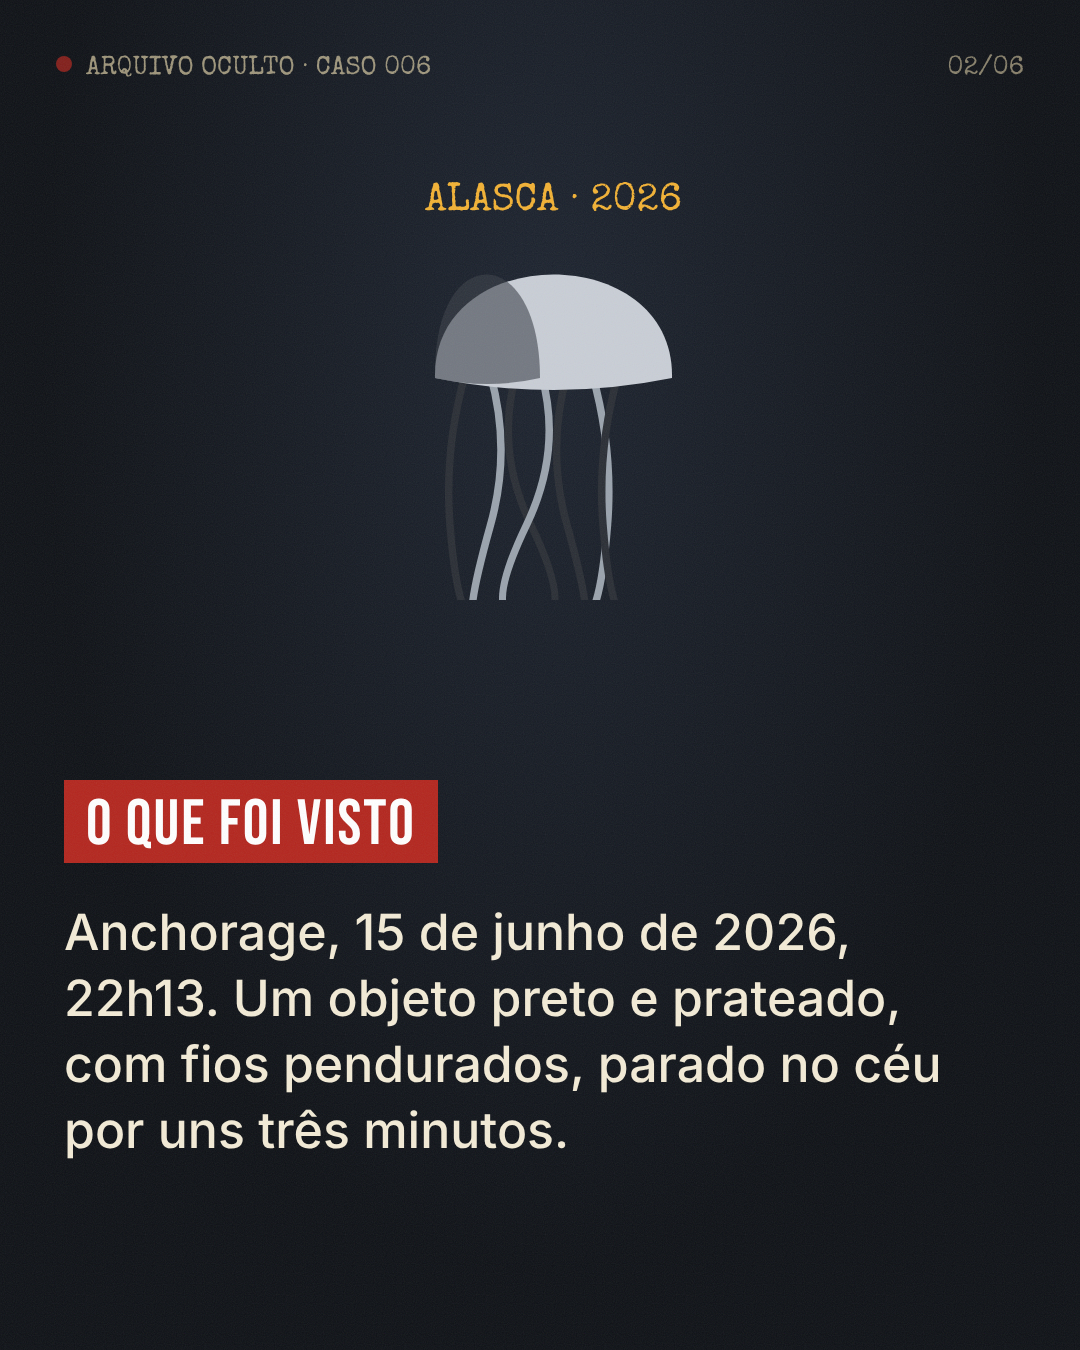 ARQUIVO OCULTO · CASO 006
02/06
ALASCA · 2026
O QUE FOI VISTO
Anchorage, 15 de junho de 2026,
22h13. Um objeto preto e prateado,
com fios pendurados, parado no céu
por uns três minutos.